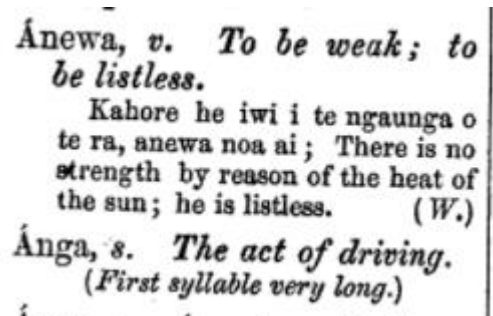 Ánewa, v. To be weak; to
be listless.
Kahore he iwi i te ngaunga o
te ra, anewa noa ai; There is no
strength by reason of the heat of
the sun; he is listless. (W.)
Ánga, s. The act of driving.
(First syllable very long.)